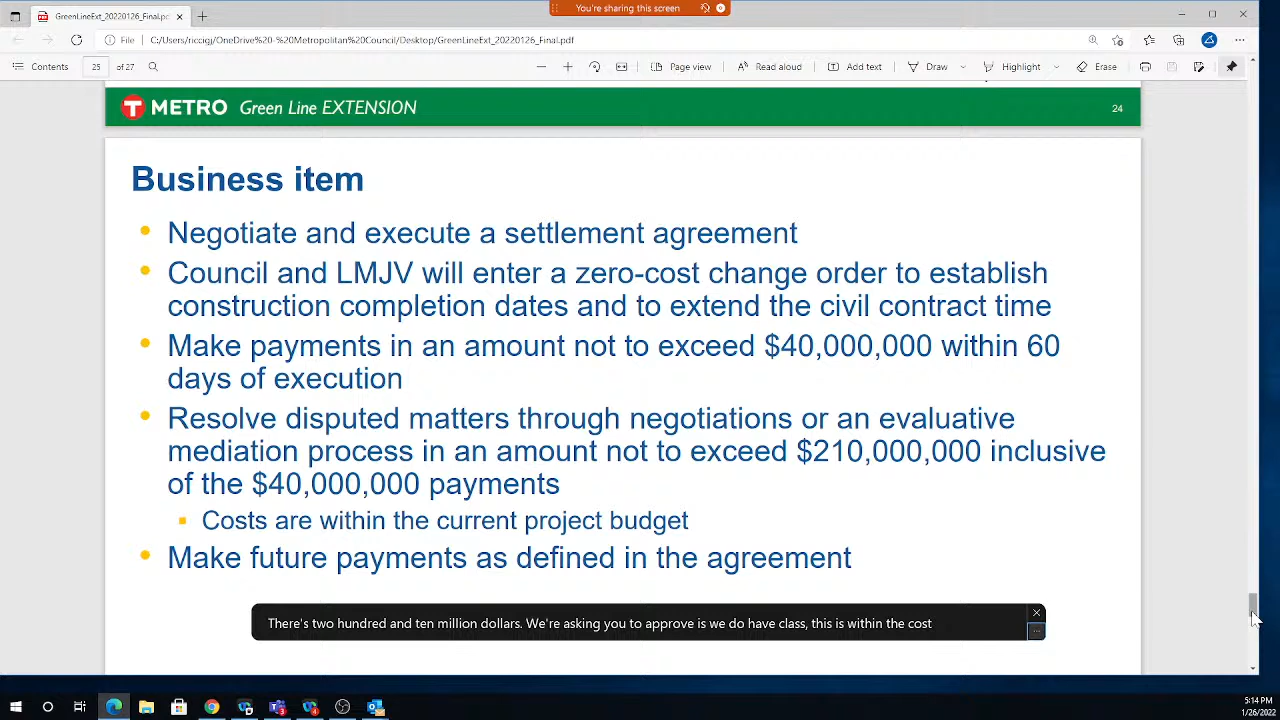 You're sharing this screen
GreenLineExt_20220126_Final.pc
File
C:/Users/riccigj/OneDrive%20-%20Metropolitan%20Council/Desktop/GreenLineExt_20220126_Final.pdf
Contents
25
of 27
Page view
Read aloud
Add text
Draw
Highlight
Erase
T METRO Green Line EXTENSION
24
Business item
Negotiate and execute a settlement agreement
Council and LMJV will enter a zero-cost change order to establish
construction completion dates and to extend the civil contract time
Make payments in an amount not to exceed $40,000,000 within 60
days of execution
Resolve disputed matters through negotiations or an evaluative
mediation process in an amount not to exceed $210,000,000 inclusive
of the $40,000,000 payments
Costs are within the current project budget
Make future payments as defined in the agreement
There's two hundred and ten million dollars. We're asking you to approve is we do have class, this is within the cost
5:14 PM
1/26/2022